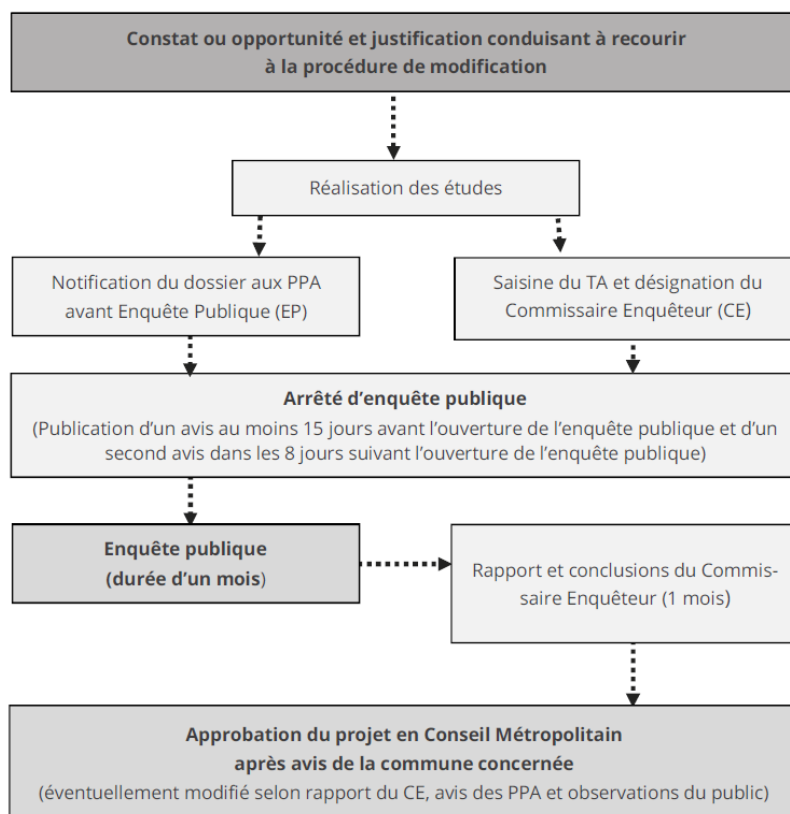 Constat ou opportunité et justification conduisant à recourir
à la procédure de modification
Réalisation des études
Notification du dossier aux PPA
avant Enquête Publique (EP)
Saisine du TA et désignation du
Commissaire Enquêteur (CE)
Arrêté d’enquête publique
(Publication d’un avis au moins 15 jours avant l’ouverture de l’enquête publique et d’un
second avis dans les 8 jours suivant l’ouverture de l’enquête publique)
Enquête publique
(durée d’un mois)
Rapport et conclusions du Commis-
saire Enquêteur (1 mois)
Approbation du projet en Conseil Métropolitain
après avis de la commune concernée
(éventuellement modifié selon rapport du CE, avis des PPA et observations du public)